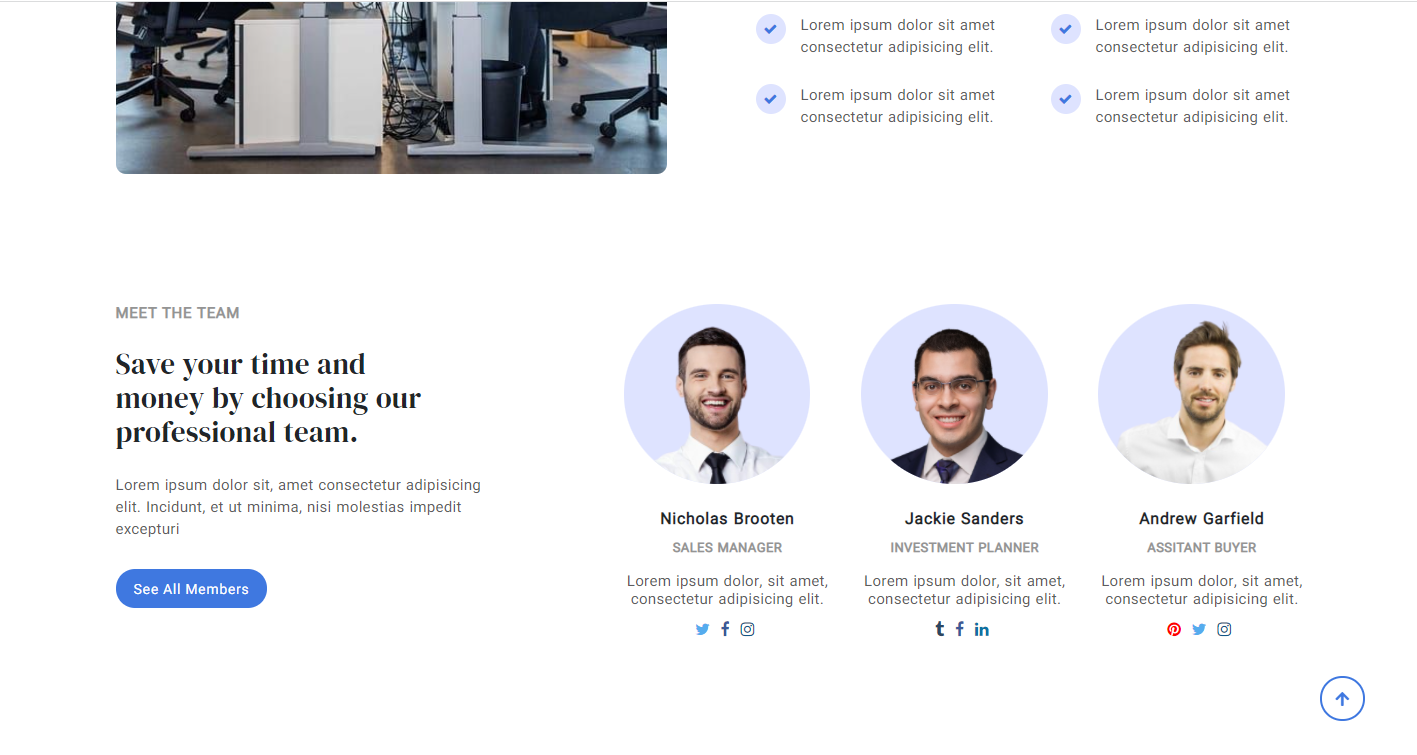 Lorem ipsum dolor sit amet
consectetur adipisicing elit.
Lorem ipsum dolor sit amet
consectetur adipisicing elit.
Lorem ipsum dolor sit amet
consectetur adipisicing elit.
Lorem ipsum dolor sit amet
consectetur adipisicing elit.
MEET THE TEAM
Save your time and
money by choosing our
professional team.
Lorem ipsum dolor sit, amet consectetur adipisicing
elit. Incidunt, et ut minima, nisi molestias impedit
excepturi
See All Members
Nicholas Brooten
SALES MANAGER
Lorem ipsum dolor, sit amet,
consectetur adipisicing elit.
Jackie Sanders
INVESTMENT PLANNER
Lorem ipsum dolor, sit amet,
consectetur adipisicing elit.
Andrew Garfield
ASSITANT BUYER
Lorem ipsum dolor, sit amet,
consectetur adipisicing elit.